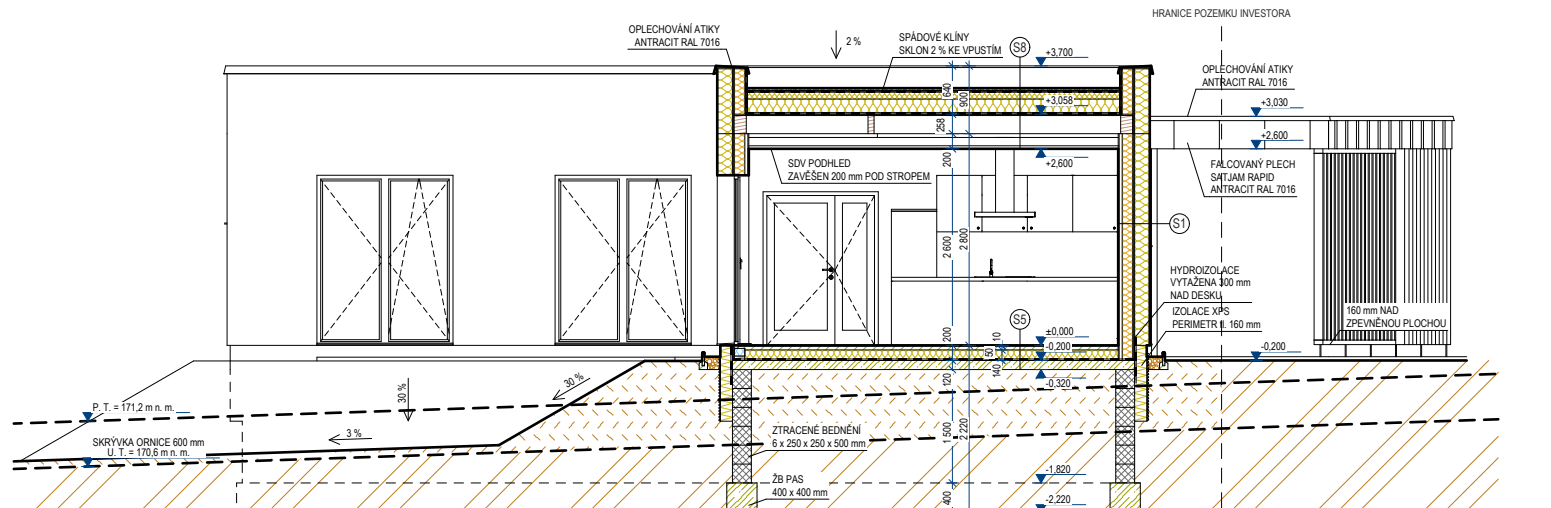 HRANICE POZEMKU INVESTORA
OPLECHOVÁNÍ ATIKY
ANTRACIT RAL 7016
2 %
SPÁDOVÉ KLÍNY
SKLON 2 % KE VPUSTÍM
S8
+3,700
OPLECHOVÁNÍ ATIKY
ANTRACIT RAL 7016
640
900
+3,058
+3,030
258
+2,600
200
+2,600
SDV PODHLED
ZAVĚŠEN 200 mm POD STROPEM
FALCOVANÝ PLECH
SATJAM RAPID
ANTRACIT RAL 7016
S1
2 600
2 800
HYDROIZOLACE
VYTAŽENA 300 mm
NAD DESKU
IZOLACE XPS
PERIMETR tl. 160 mm
160 mm NAD
ZPEVNĚNOU PLOCHOU
S5
±0,000
200
10
50
140
-0,200
-0,200
120
-0,320
30 %
30 %
P. T. = 171,2 m n. m.
3 %
SKRÝVKA ORNICE 600 mm
U. T. = 170,6 m n. m.
ZTRACENÉ BEDNĚNÍ
6 x 250 x 250 x 500 mm
1 500
2 220
-1,820
ŽB PAS
400 x 400 mm
400
-2,220